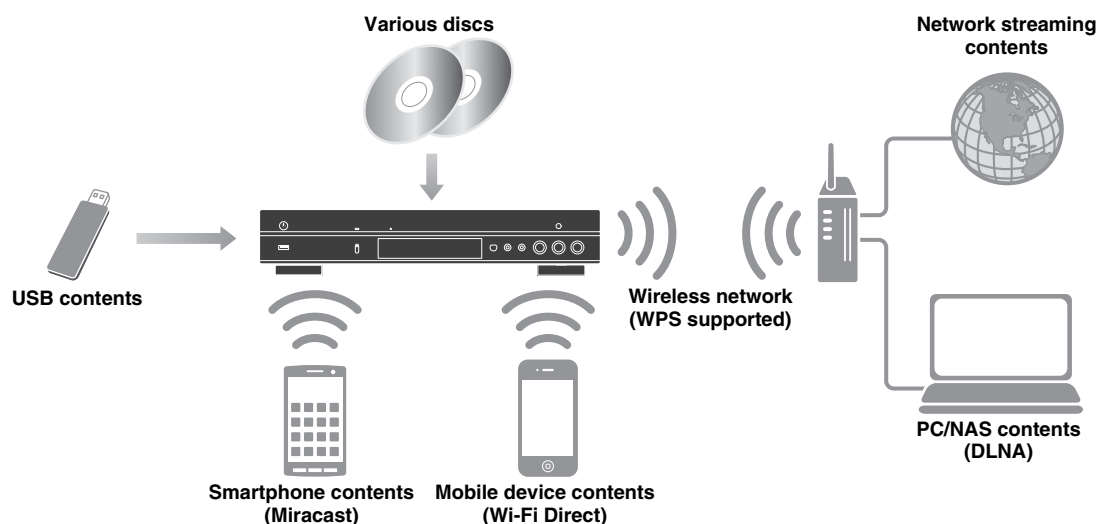 Various discs
Network streaming
contents
USB contents
Wireless network
(WPS supported)
PC/NAS contents
(DLNA)
Smartphone contents
(Miracast)
Mobile device contents
(Wi-Fi Direct)